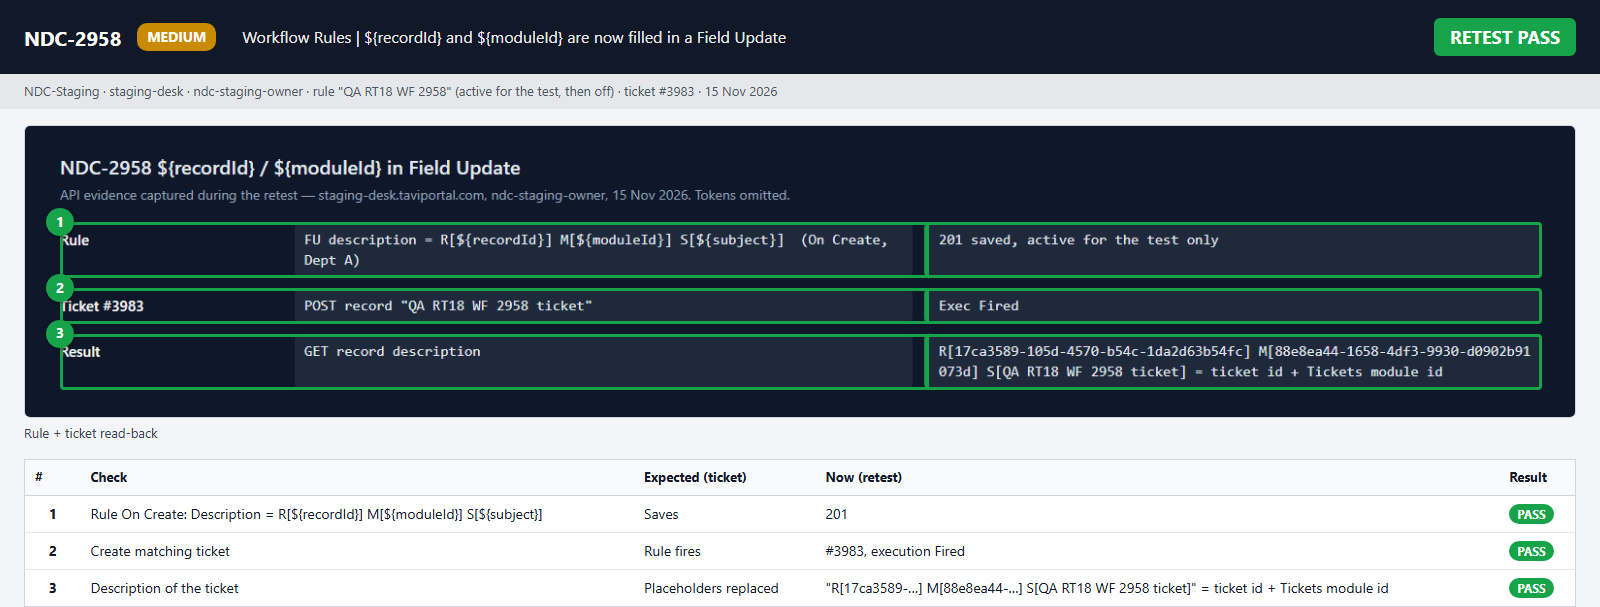 NDC-2958 MEDIUM Workflow Rules | ${recordId} and ${moduleId} are now filled in a Field Update RETEST PASS
NDC-Staging · staging-desk · ndc-staging-owner · rule "QA RT18 WF 2958" (active for the test, then off) · ticket #3983 · 15 Nov 2026
NDC-2958 ${recordId} / ${moduleId} in Field Update
API evidence captured during the retest — staging-desk.taviportal.com, ndc-staging-owner, 15 Nov 2026. Tokens omitted.
1
Rule FU description = R[${recordId}] M[${moduleId}] S[${subject}] (On Create, 201 saved, active for the test only
Dept A)
2
Ticket #3983 POST record "QA RT18 WF 2958 ticket" Exec Fired
3
Result GET record description R[17ca3589-105d-4570-b54c-1da2d63b54fc] M[88e8ea44-1658-4df3-9930-d0902b91
073d] S[QA RT18 WF 2958 ticket] = ticket id + Tickets module id
Rule + ticket read-back
# Check Expected (ticket) Now (retest) Result
1 Rule On Create: Description = R[${recordId}] M[${moduleId}] S[${subject}] Saves 201 PASS
2 Create matching ticket Rule fires #3983, execution Fired PASS
3 Description of the ticket Placeholders replaced "R[17ca3589-...] M[88e8ea44-...] S[QA RT18 WF 2958 ticket]" = ticket id + Tickets module id PASS